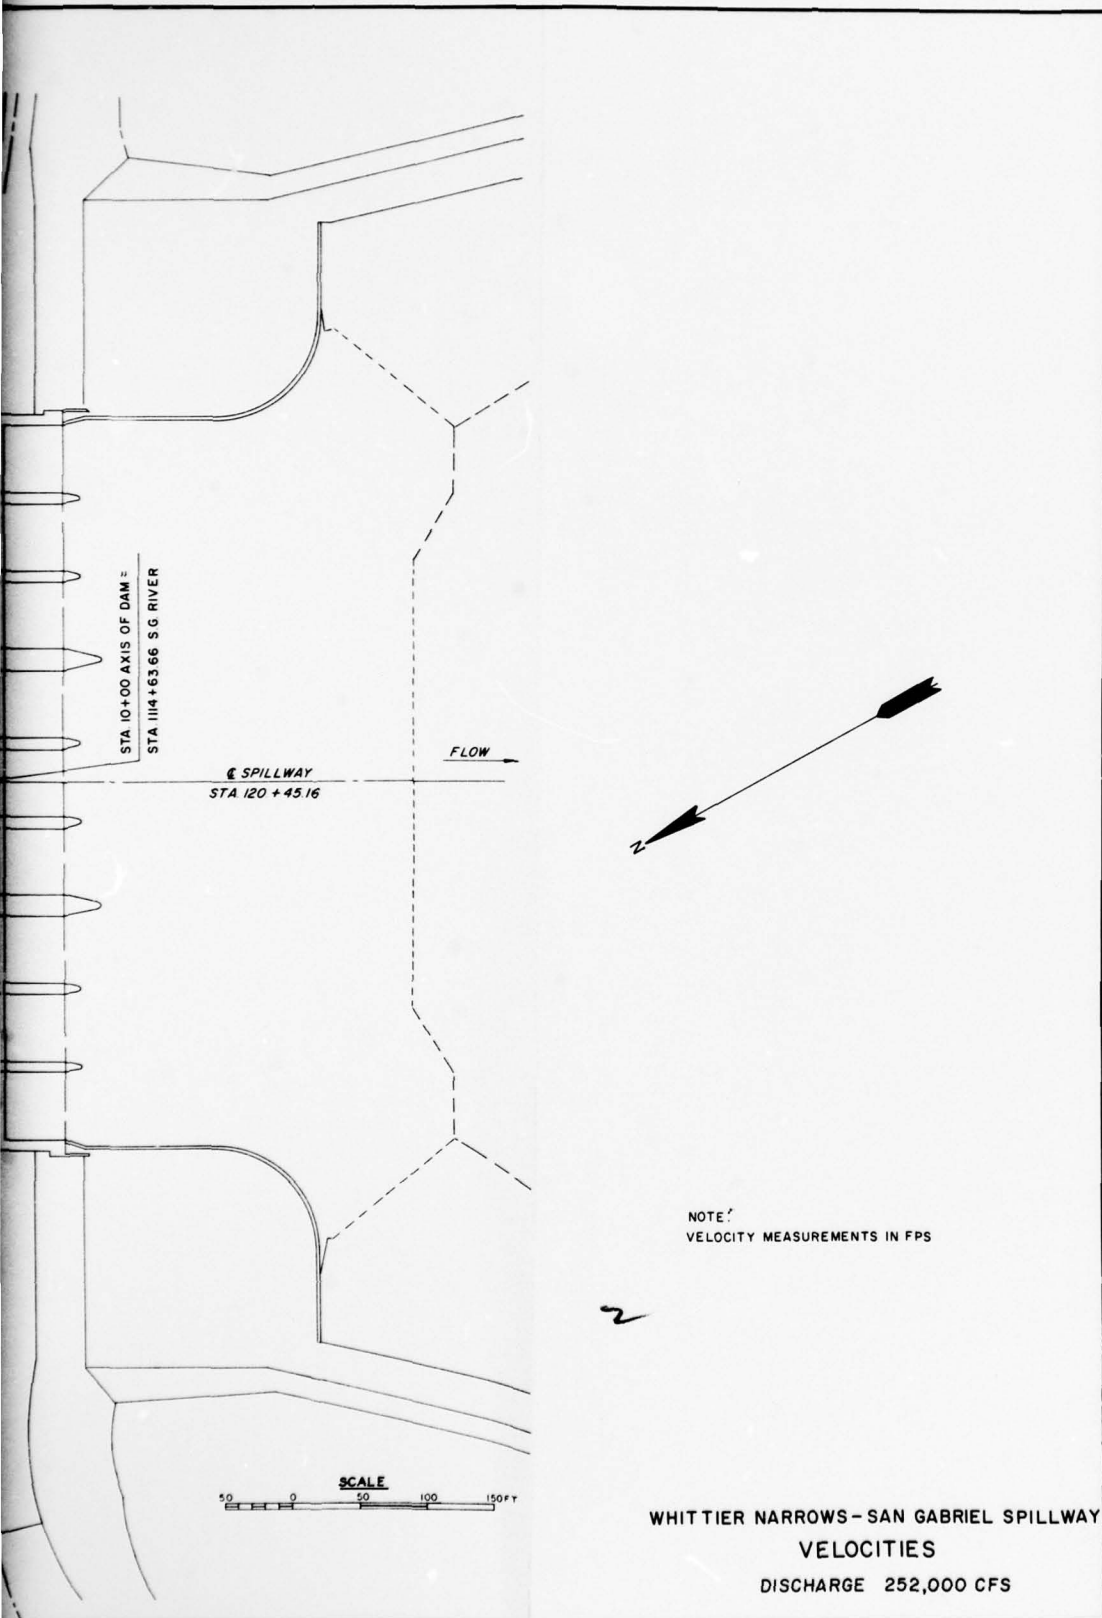 STA. 10+00 AXIS OF DAM =
STA. 114+63.66 S.G. RIVER
FLOW
℄ SPILLWAY
STA. 120+45.16
N
NOTE:
VELOCITY MEASUREMENTS IN FPS
2
SCALE
50 0 50 100 150 FT
WHITTIER NARROWS-SAN GABRIEL SPILLWAY
VELOCITIES
DISCHARGE 252,000 CFS